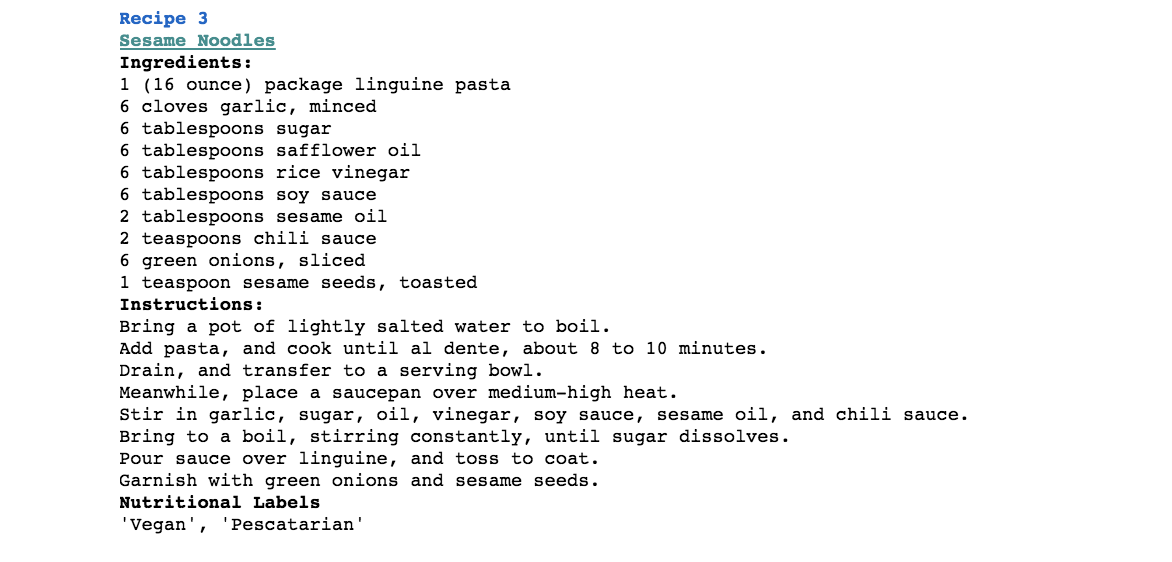 Recipe 3
Sesame Noodles
Ingredients:
1 (16 ounce) package linguine pasta
6 cloves garlic, minced
6 tablespoons sugar
6 tablespoons safflower oil
6 tablespoons rice vinegar
6 tablespoons soy sauce
2 tablespoons sesame oil
2 teaspoons chili sauce
6 green onions, sliced
1 teaspoon sesame seeds, toasted
Instructions:
Bring a pot of lightly salted water to boil.
Add pasta, and cook until al dente, about 8 to 10 minutes.
Drain, and transfer to a serving bowl.
Meanwhile, place a saucepan over medium-high heat.
Stir in garlic, sugar, oil, vinegar, soy sauce, sesame oil, and chili sauce.
Bring to a boil, stirring constantly, until sugar dissolves.
Pour sauce over linguine, and toss to coat.
Garnish with green onions and sesame seeds.
Nutritional Labels
'Vegan', 'Pescatarian'